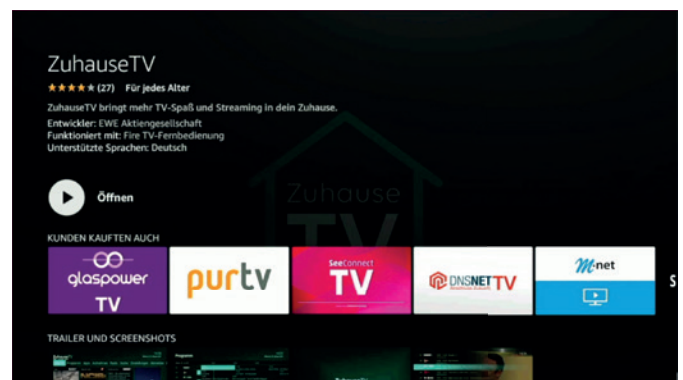 ZuhauseTV
(27) Für jedes Alter
ZuhauseTV bringt mehr TV-Spaß und Streaming in dein Zuhause.
Entwickler: EWE Aktiengesellschaft
Funktioniert mit: Fire TV-Fernbedienung
Unterstützte Sprachen: Deutsch
Zuhause
TV
Öffnen
KUNDEN KAUFTEN AUCH
glaspower
TV
purtv
SeeConnect
TV
DNSNET TV
M-net
S
TRAILER UND SCREENSHOTS
Programm